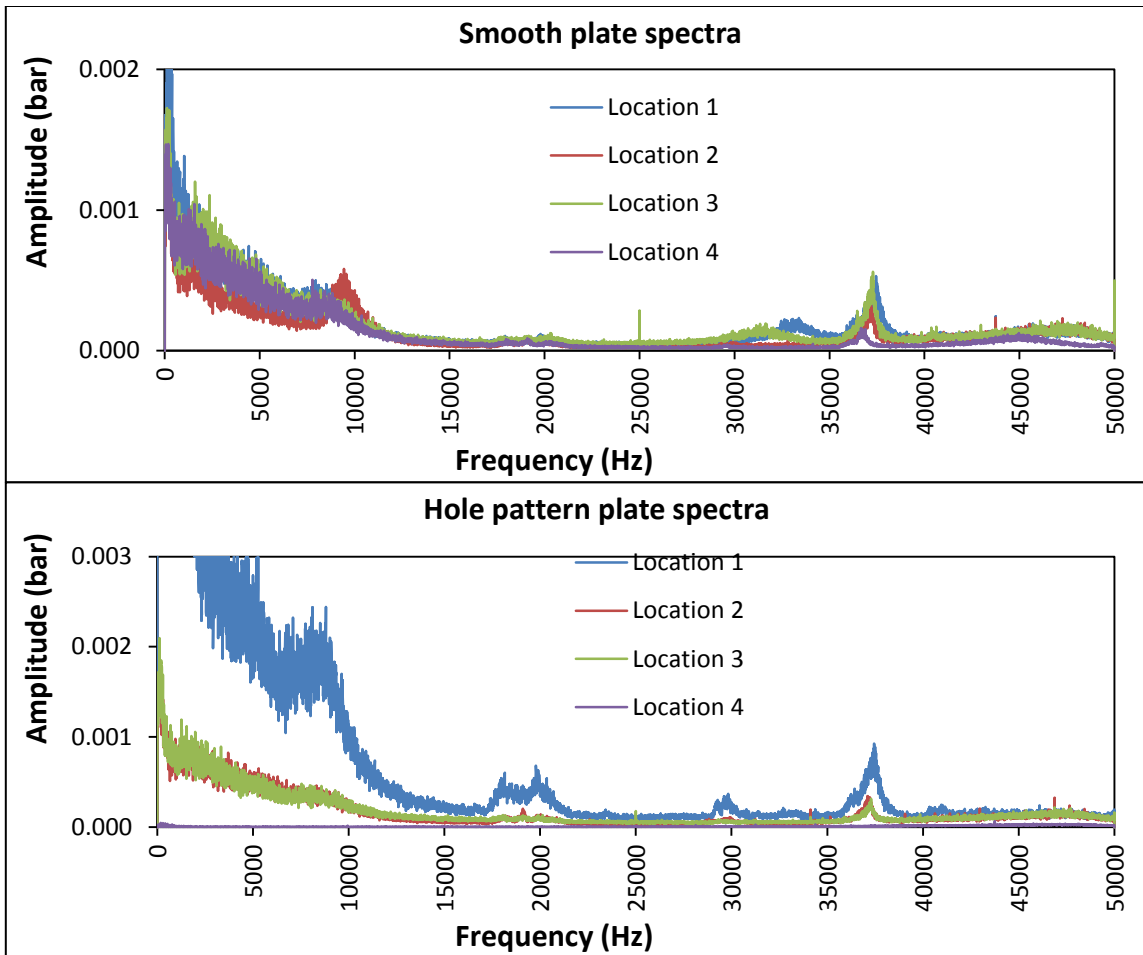 Smooth plate spectra
Amplitude (bar)
0.002
0.001
0.000
Location 1
Location 2
Location 3
Location 4
0
5000
10000
15000
20000
25000
30000
35000
40000
45000
50000
Frequency (Hz)
Hole pattern plate spectra
Amplitude (bar)
0.003
0.002
0.001
0.000
Location 1
Location 2
Location 3
Location 4
0
5000
10000
15000
20000
25000
30000
35000
40000
45000
50000
Frequency (Hz)